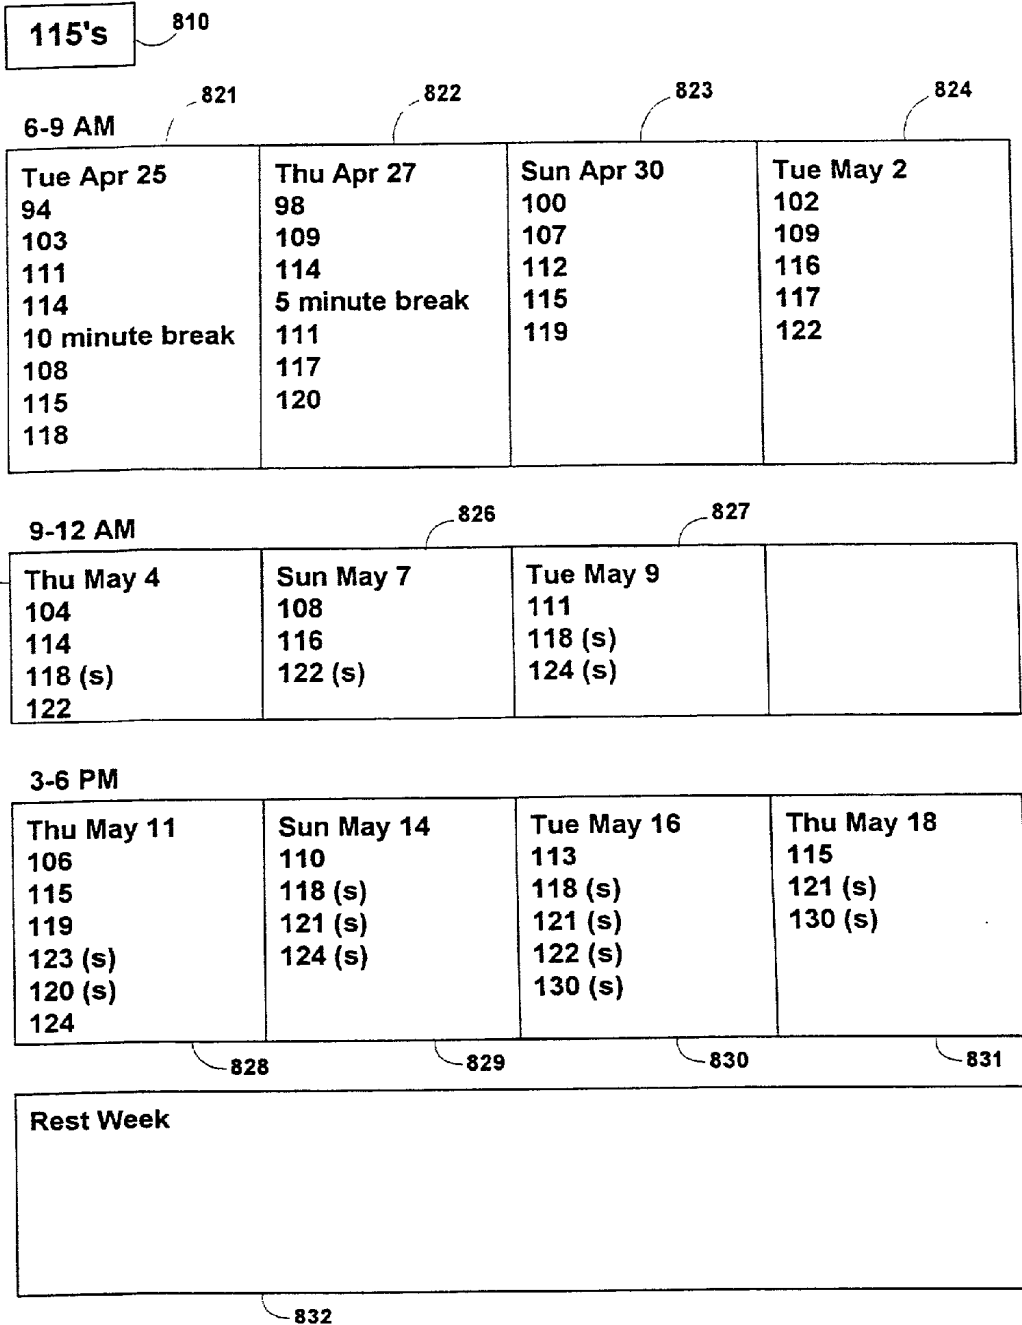 115's
810
821
822
823
824
6-9 AM
Tue Apr 25
94
103
111
114
10 minute break
108
115
118
Thu Apr 27
98
109
114
5 minute break
111
117
120
Sun Apr 30
100
107
112
115
119
Tue May 2
102
109
116
117
122
826
827
9-12 AM
Thu May 4
104
114
118 (s)
122
Sun May 7
108
116
122 (s)
Tue May 9
111
118 (s)
124 (s)
3-6 PM
Thu May 11
106
115
119
123 (s)
120 (s)
124
Sun May 14
110
118 (s)
121 (s)
124 (s)
Tue May 16
113
118 (s)
121 (s)
122 (s)
130 (s)
Thu May 18
115
121 (s)
130 (s)
828
829
830
831
Rest Week
832